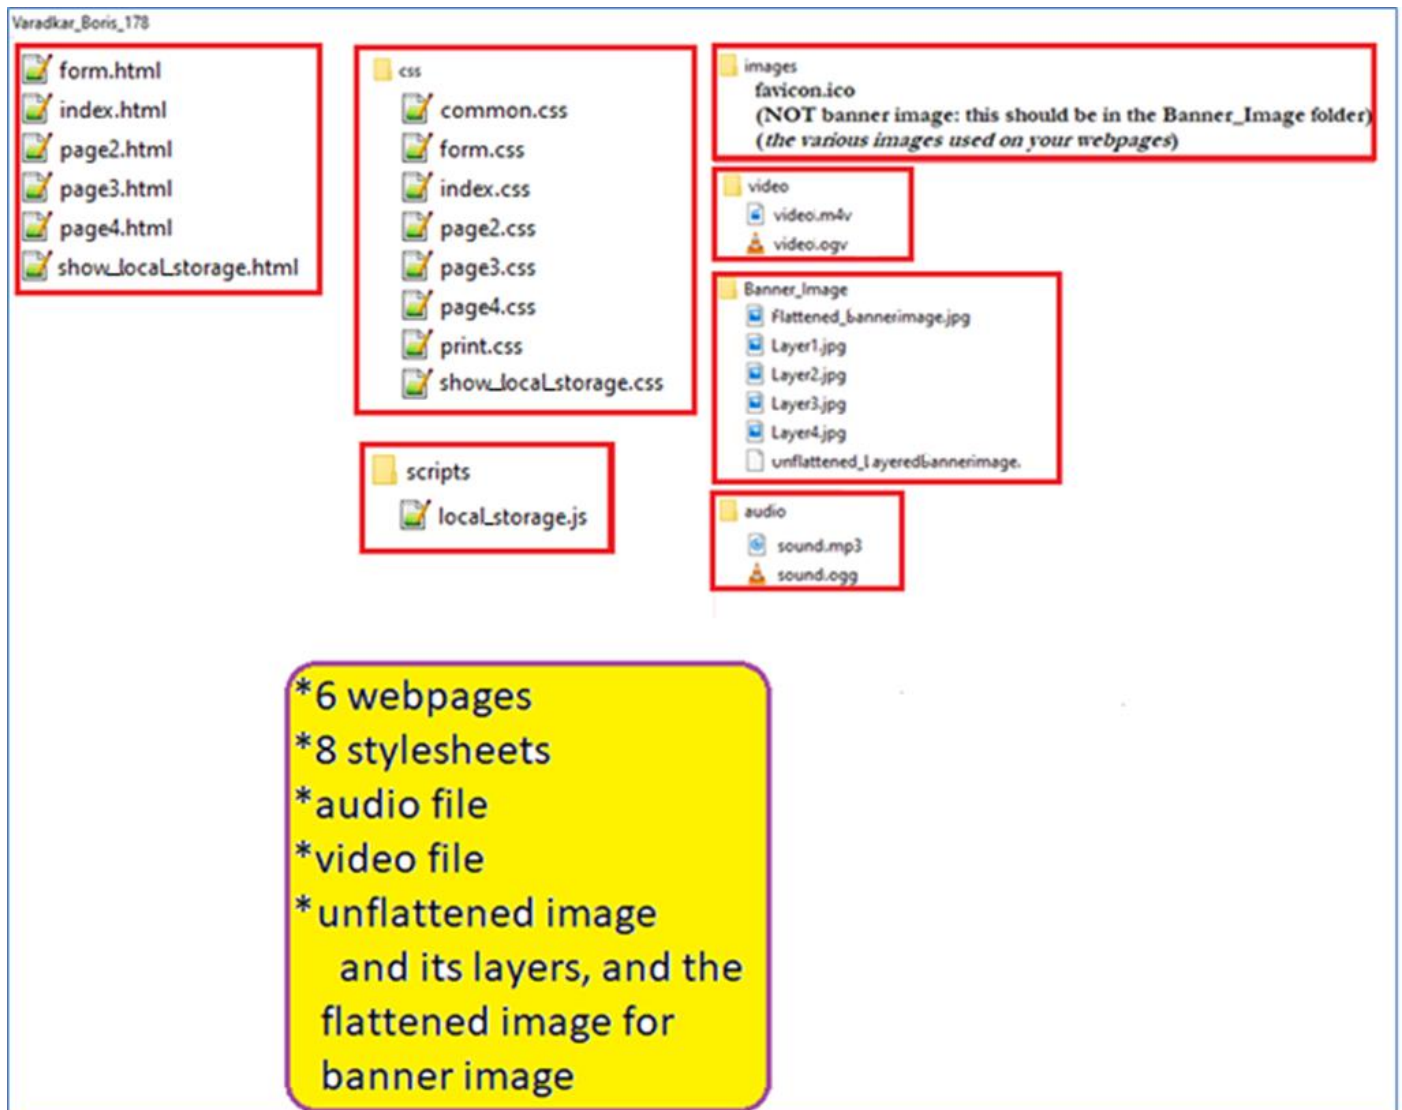 Varadkar_Boris_178
form.html
index.html
page2.html
page3.html
page4.html
show_local_storage.html
css
common.css
form.css
index.css
page2.css
page3.css
page4.css
print.css
show_local_storage.css
scripts
local_storage.js
images
favicon.ico
(NOT banner image: this should be in the Banner_Image folder)
(the various images used on your webpages)
video
video.m4v
video.ogv
Banner_Image
Flattened_bannerimage.jpg
Layer1.jpg
Layer2.jpg
Layer3.jpg
Layer4.jpg
unflattened_Layeredbannerimage.
audio
sound.mp3
sound.ogg
*6 webpages
*8 stylesheets
*audio file
*video file
*unflattened image
and its layers, and the
flattened image for
banner image